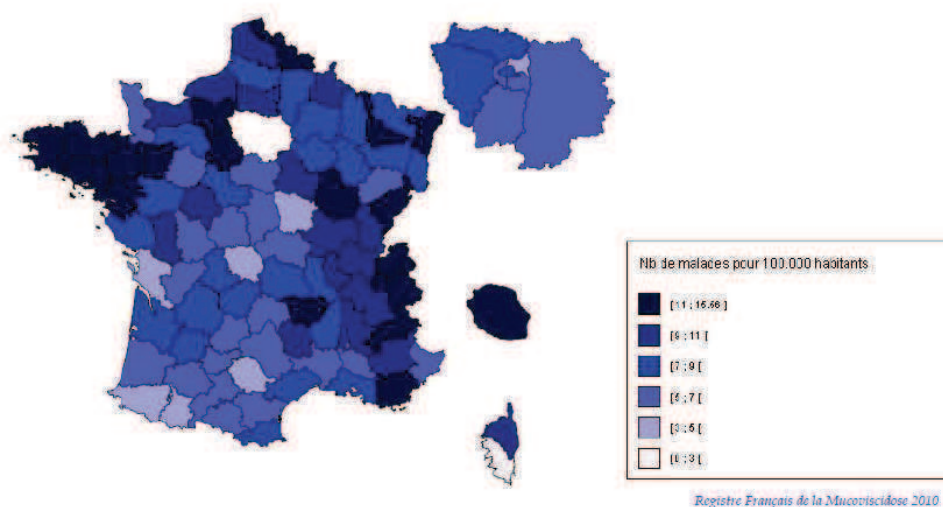 Nb de malades pour 100.000 habitants
[11 ; 15.66 ]
[9 ; 11 [
[7 ; 9 [
[5 ; 7 [
[3 ; 5 [
[0 ; 3 [
Registre Français de la Mucoviscidose 2010